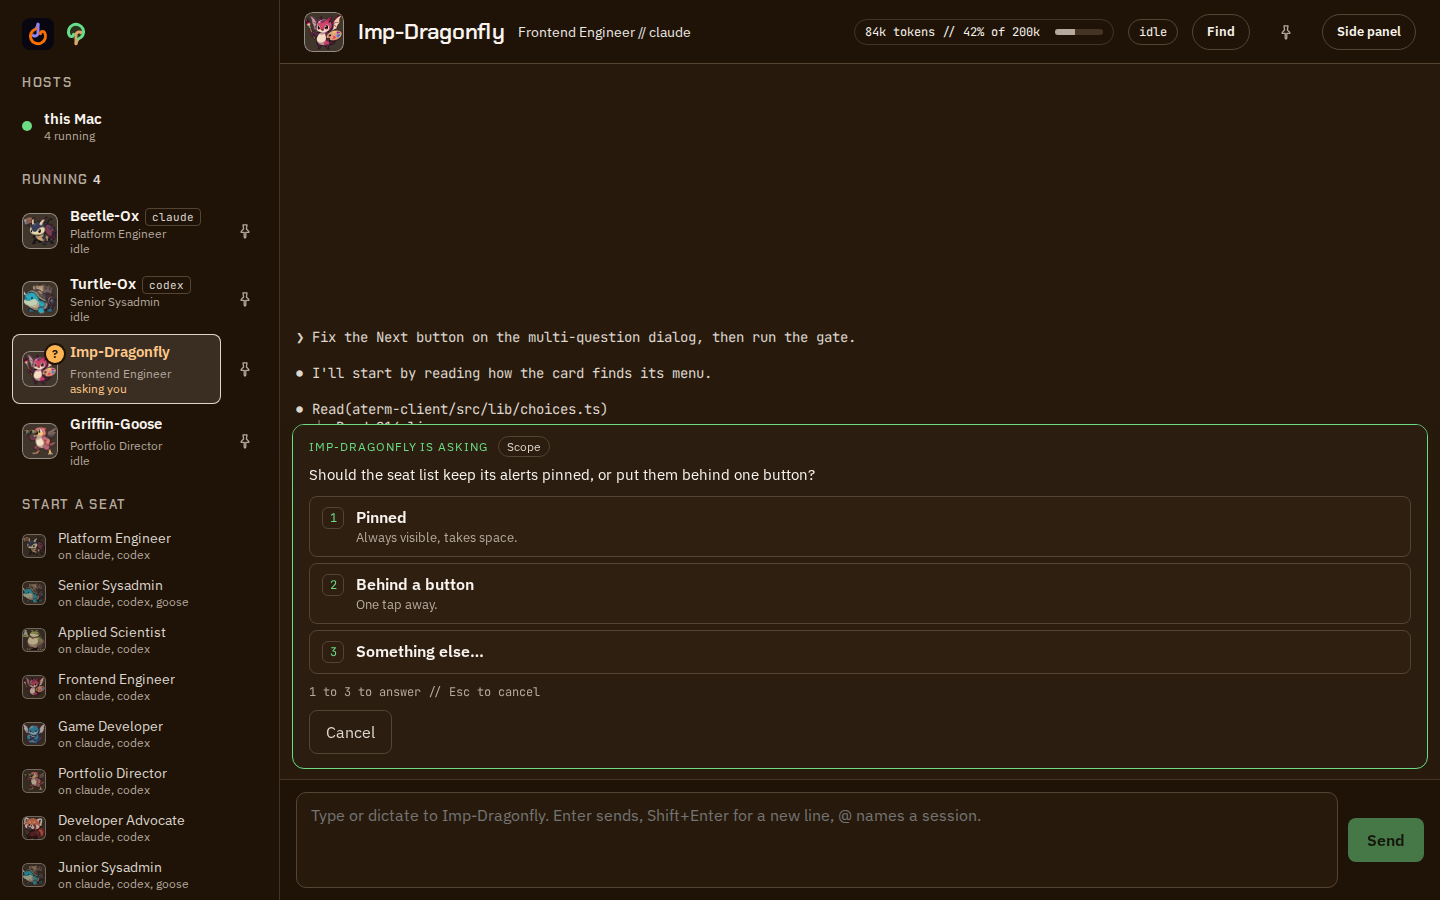 HOSTS
this Mac
4 running
RUNNING 4
Beetle-Ox claude
Platform Engineer
idle
Turtle-Ox codex
Senior Sysadmin
idle
?
Imp-Dragonfly
Frontend Engineer
asking you
Griffin-Goose
Portfolio Director
idle
START A SEAT
Platform Engineer
on claude, codex
Senior Sysadmin
on claude, codex, goose
Applied Scientist
on claude, codex
Frontend Engineer
on claude, codex
Game Developer
on claude, codex
Portfolio Director
on claude, codex
Developer Advocate
on claude, codex
Junior Sysadmin
on claude, codex, goose
Imp-Dragonfly Frontend Engineer // claude
84k tokens // 42% of 200k
idle
Find
Side panel
❯ Fix the Next button on the multi-question dialog, then run the gate.
● I'll start by reading how the card finds its menu.
● Read(aterm-client/src/lib/choices.ts)
IMP-DRAGONFLY IS ASKING Scope
Should the seat list keep its alerts pinned, or put them behind one button?
1 Pinned
Always visible, takes space.
2 Behind a button
One tap away.
3 Something else...
1 to 3 to answer // Esc to cancel
Cancel
Type or dictate to Imp-Dragonfly. Enter sends, Shift+Enter for a new line, @ names a session.
Send